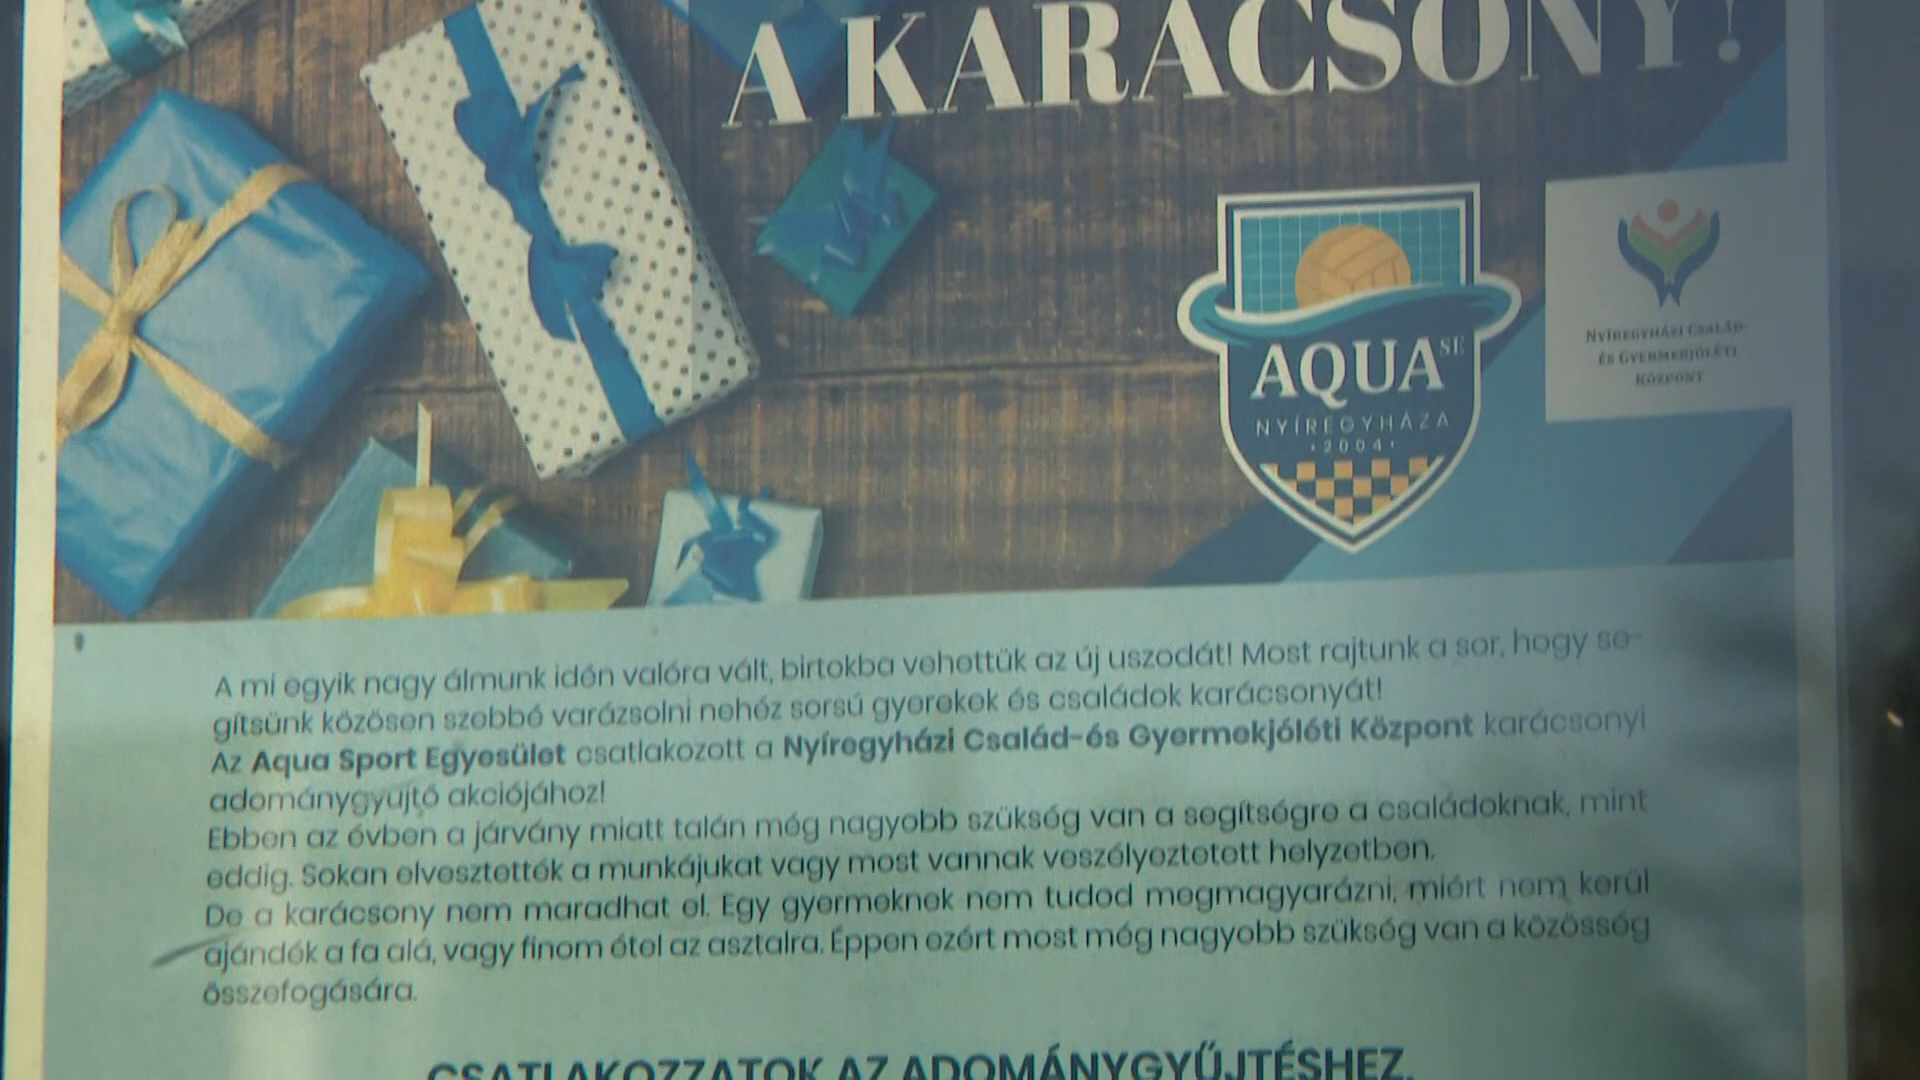 A KARÁCSONY!
AQUA SE
NYÍREGYHÁZA
·2004·
NYÍREGYHÁZI CSALÁD-
ÉS GYERMEKJÓLÉTI
KÖZPONT
A mi egyik nagy álmunk idén valóra vált, birtokba vehettük az új uszodát! Most rajtunk a sor, hogy se-
gítsünk közösen szebbé varázsolni nehéz sorsú gyerekek és családok karácsonyát!
Az Aqua Sport Egyesület csatlakozott a Nyíregyházi Család-és Gyermekjóléti Központ karácsonyi
adománygyujtő akciójához!
Ebben az évben a járvány miatt talán még nagyobb szükség van a segítségre a családoknak, mint
eddig. Sokan elvesztették a munkájukat vagy most vannak veszélyeztetett helyzetben.
De a karácsony nem maradhat el. Egy gyermeknek nem tudod megmagyarázni, miért nem kerül
ajándék a fa alá, vagy finom étel az asztalra. Éppen ezért most még nagyobb szükség van a közösség
összefogására.
CSATLAKOZZATOK AZ ADOMÁNYGYŰJTÉSHEZ.